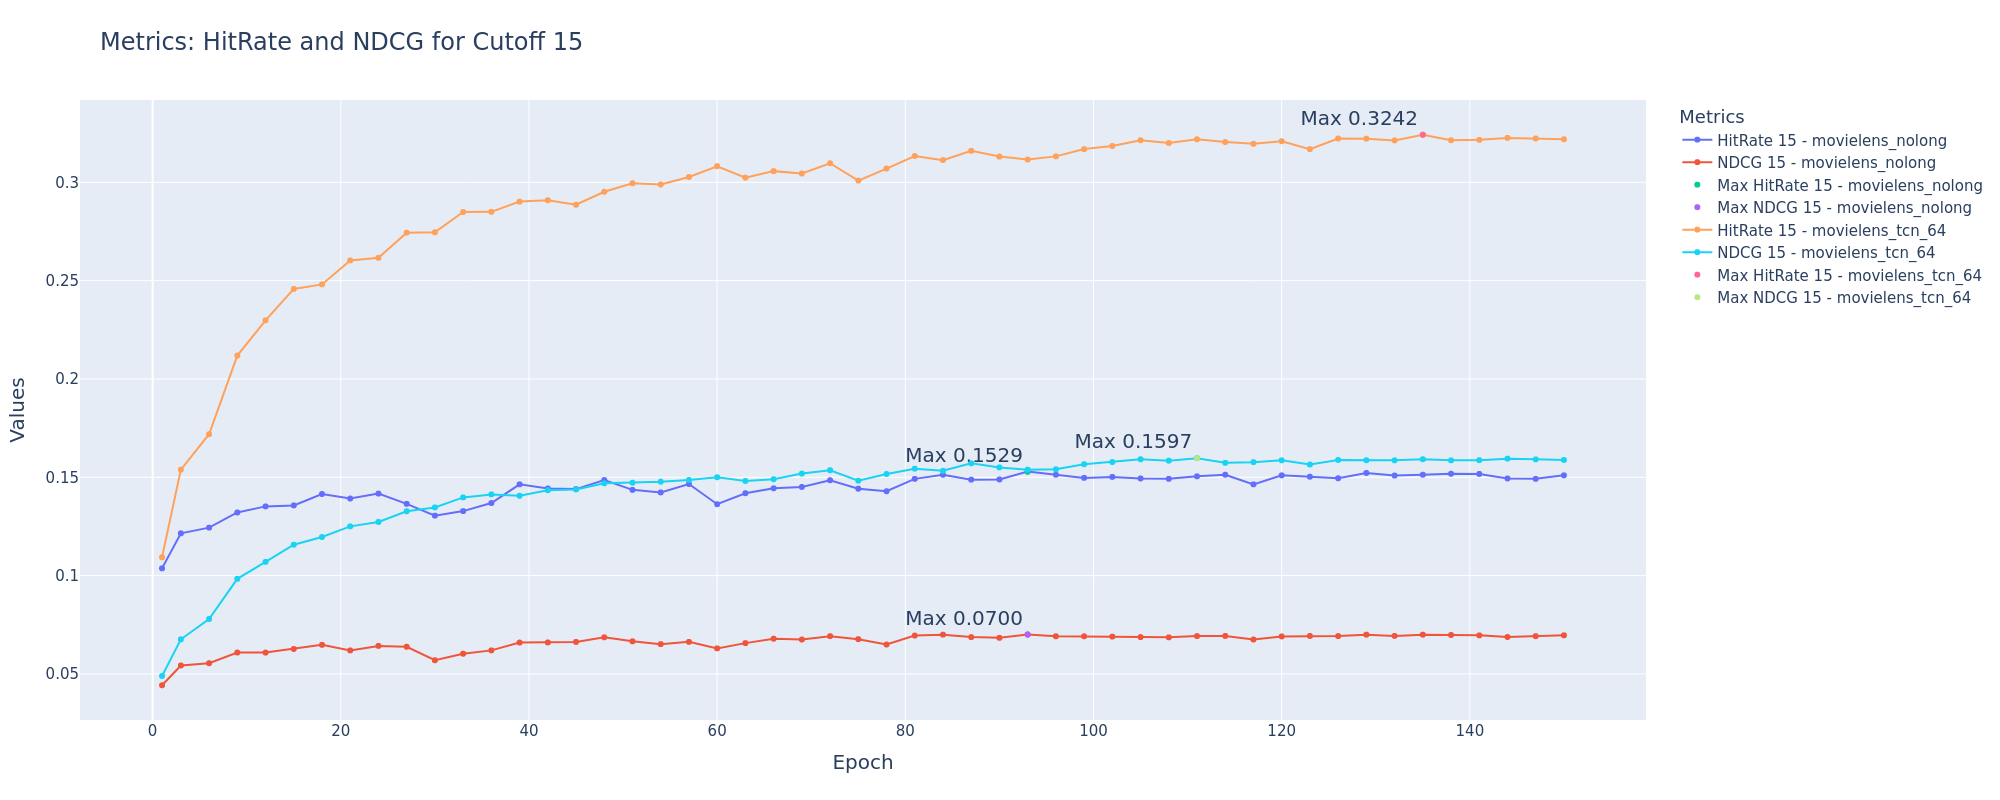 Metrics: HitRate and NDCG for Cutoff 15
Max 0.3242
Max 0.1529
Max 0.1597
Max 0.0700
0.3
0.25
0.2
0.15
0.1
0.05
Values
0 20 40 60 80 100 120 140
Epoch
Metrics
HitRate 15 - movielens_nolong
NDCG 15 - movielens_nolong
Max HitRate 15 - movielens_nolong
Max NDCG 15 - movielens_nolong
HitRate 15 - movielens_tcn_64
NDCG 15 - movielens_tcn_64
Max HitRate 15 - movielens_tcn_64
Max NDCG 15 - movielens_tcn_64